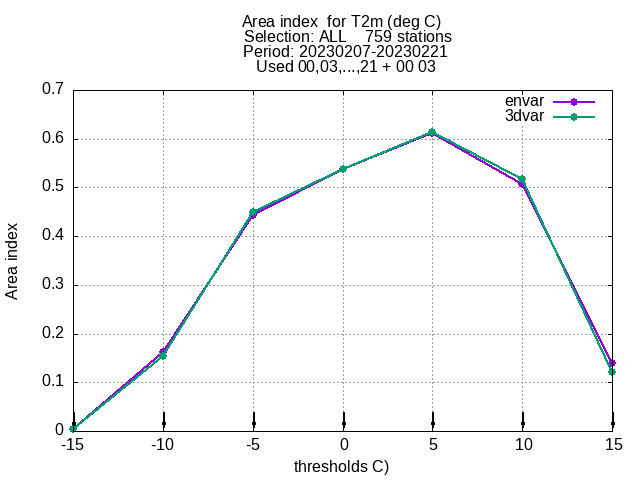 Area index  for T2m (deg C)
Selection: ALL    759 stations
Period: 20230207-20230221
Used 00,03,...,21 + 00 03
envar
3dvar
0.7
0.6
0.5
0.4
0.3
0.2
0.1
0
Area index
-15
-10
-5
0
5
10
15
thresholds C)